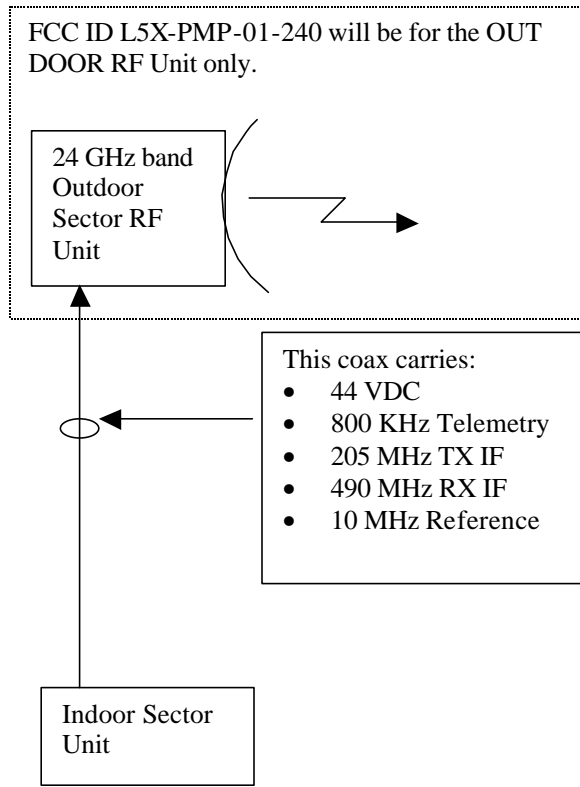 FCC ID L5X-PMP-01-240 will be for the OUT
DOOR RF Unit only.
24 GHz band
Outdoor
Sector RF
Unit
This coax carries:
• 44 VDC
• 800 KHz Telemetry
• 205 MHz TX IF
• 490 MHz RX IF
• 10 MHz Reference
Indoor Sector
Unit